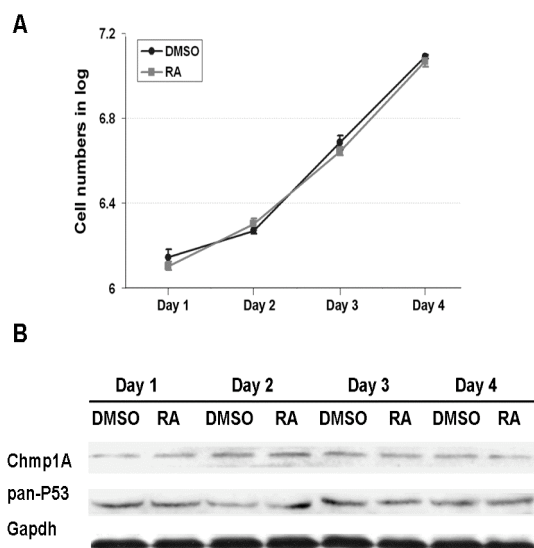 A
7.2
DMSO
RA
6.8
6.4
6
Cell numbers in log
Day 1 Day 2 Day 3 Day 4
B
Day 1 Day 2 Day 3 Day 4
DMSO RA DMSO RA DMSO RA DMSO RA
Chmp1A
pan-P53
Gapdh